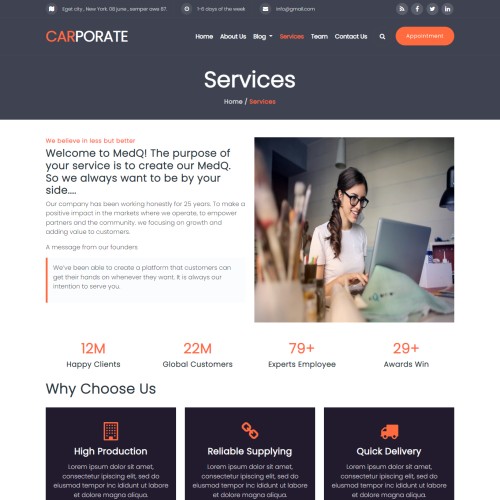 Eget city , New York. 08 june , semper owe 87.
1-6 days of the week
info@gmail.com
CARPORATE
Home About Us Blog Services Team Contact Us Appointment
Services
Home / Services
We believe in less but better
Welcome to MedQ! The purpose of
your service is to create our MedQ.
So we always want to be by your
side....
Our company has been working honestly for 25 years. To make a
positive impact in the markets where we operate, to empower
partners and the community, we focusing on growth and
adding value to customers.
A message from our founders
We've been able to create a platform that customers can
get their hands on whenever they want. It is always our
intention to serve you.
12M
Happy Clients
22M
Global Customers
79+
Experts Employee
29+
Awards Win
Why Choose Us
High Production
Lorem ipsum dolor sit amet,
consectetur ipiscing elit, sed do
eiusmod tempor inc ididunt ut labore et
dolore magna aliqua.
Reliable Supplying
Lorem ipsum dolor sit amet,
consectetur ipiscing elit, sed do
eiusmod tempor inc ididunt ut labore et
dolore magna aliqua.
Quick Delivery
Lorem ipsum dolor sit amet,
consectetur ipiscing elit, sed do
eiusmod tempor inc ididunt ut labore et
dolore magna aliqua.